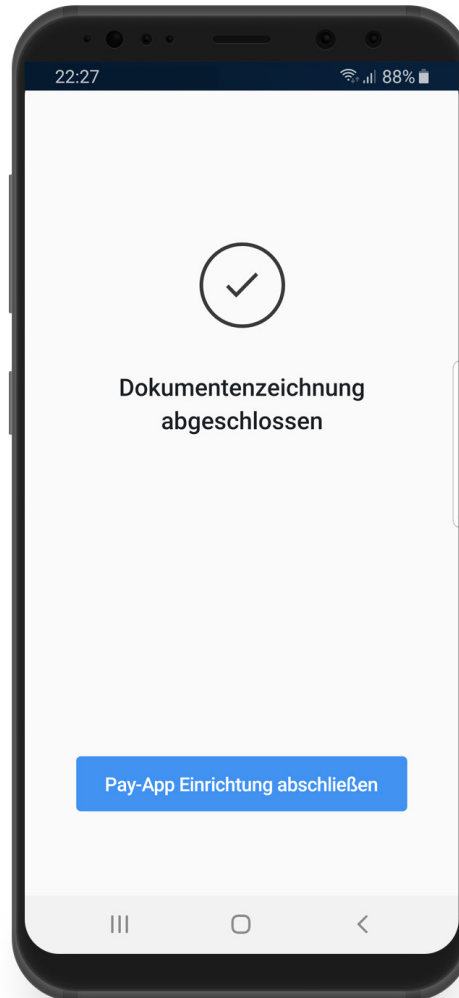 22:27 88%
Dokumentenzeichnung
abgeschlossen
Pay-App Einrichtung abschließen